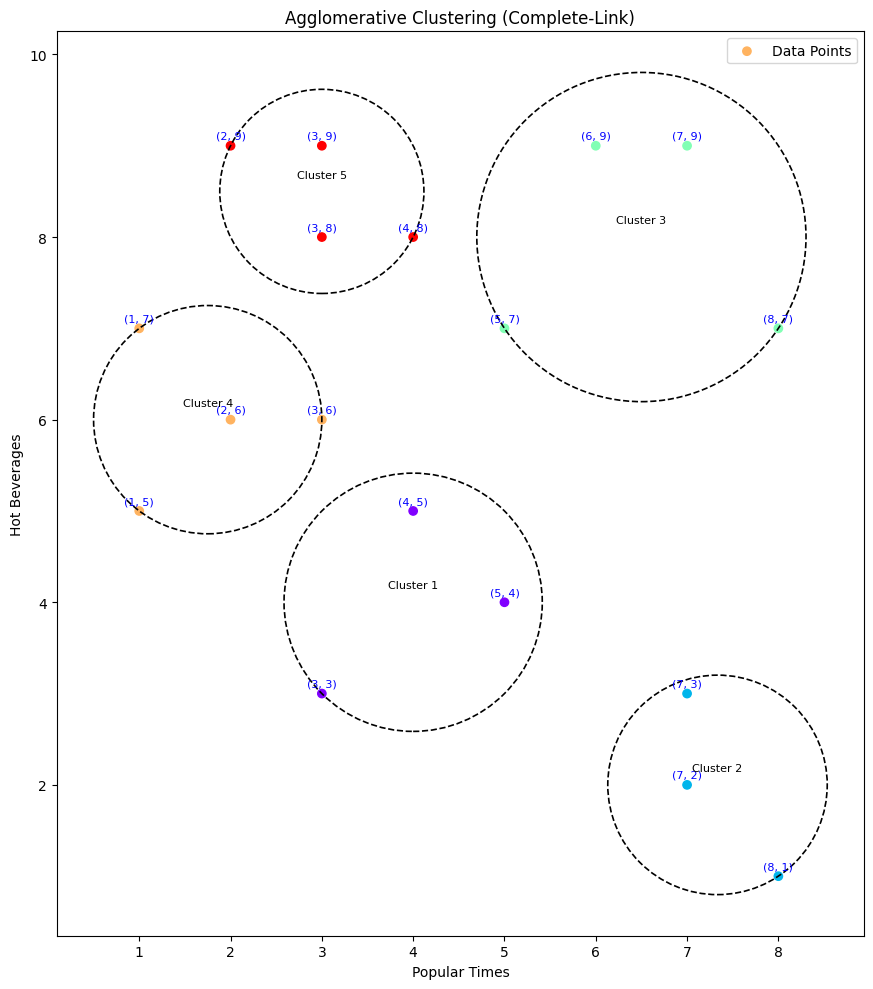 Agglomerative Clustering (Complete-Link)
Data Points
10
(2, 9)
(3, 9)
(6, 9)
(7, 9)
Cluster 5
Cluster 3
8
(3, 8)
(4, 8)
(1, 7)
(5, 7)
(8, 7)
Cluster 4
6
(2, 6)
(3, 6)
(1, 5)
(4, 5)
Hot Beverages
Cluster 1
4
(5, 4)
(3, 3)
(7, 3)
Cluster 2
2
(7, 2)
(8, 1)
1 2 3 4 5 6 7 8
Popular Times